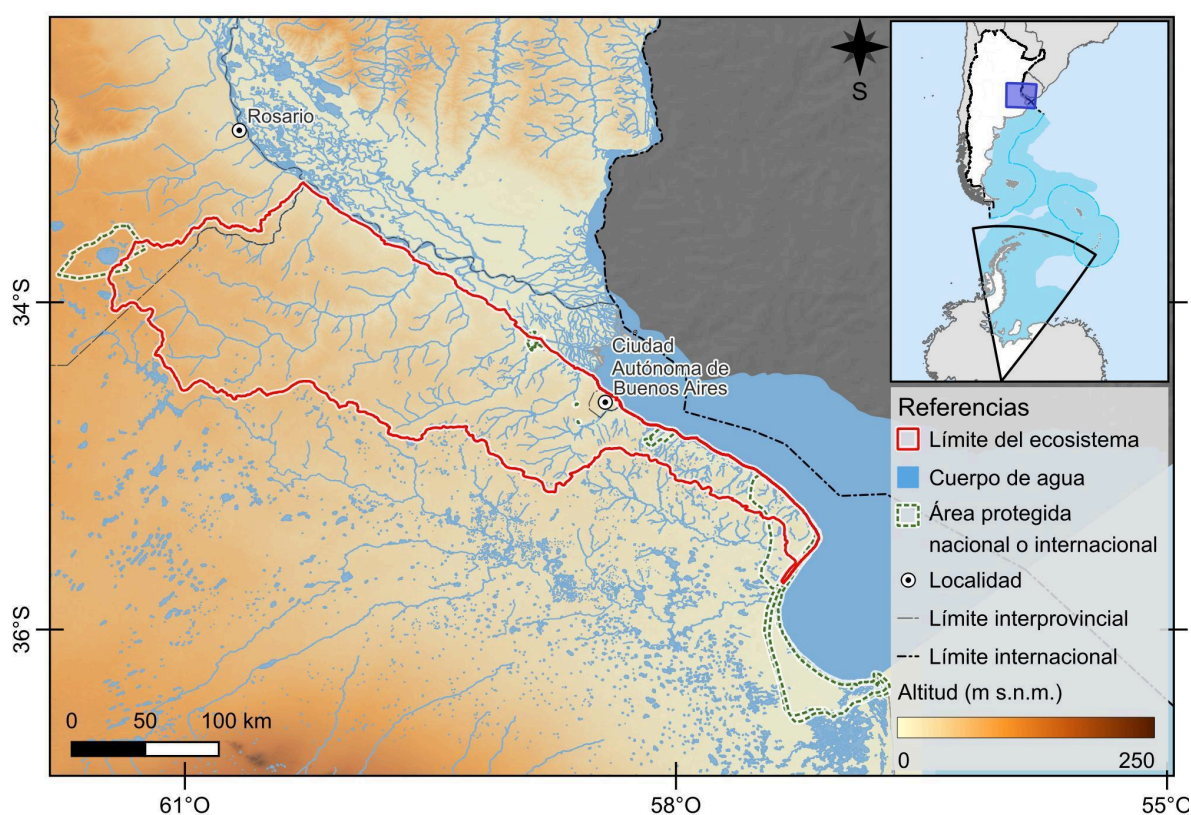 Rosario
S
34°S
Ciudad
Autónoma de
Buenos Aires
36°S
0 50 100 km
61°O
58°O
55°O
Referencias
Límite del ecosistema
Cuerpo de agua
Área protegida
nacional o internacional
Localidad
Límite interprovincial
Límite internacional
Altitud (m s.n.m.)
0 250